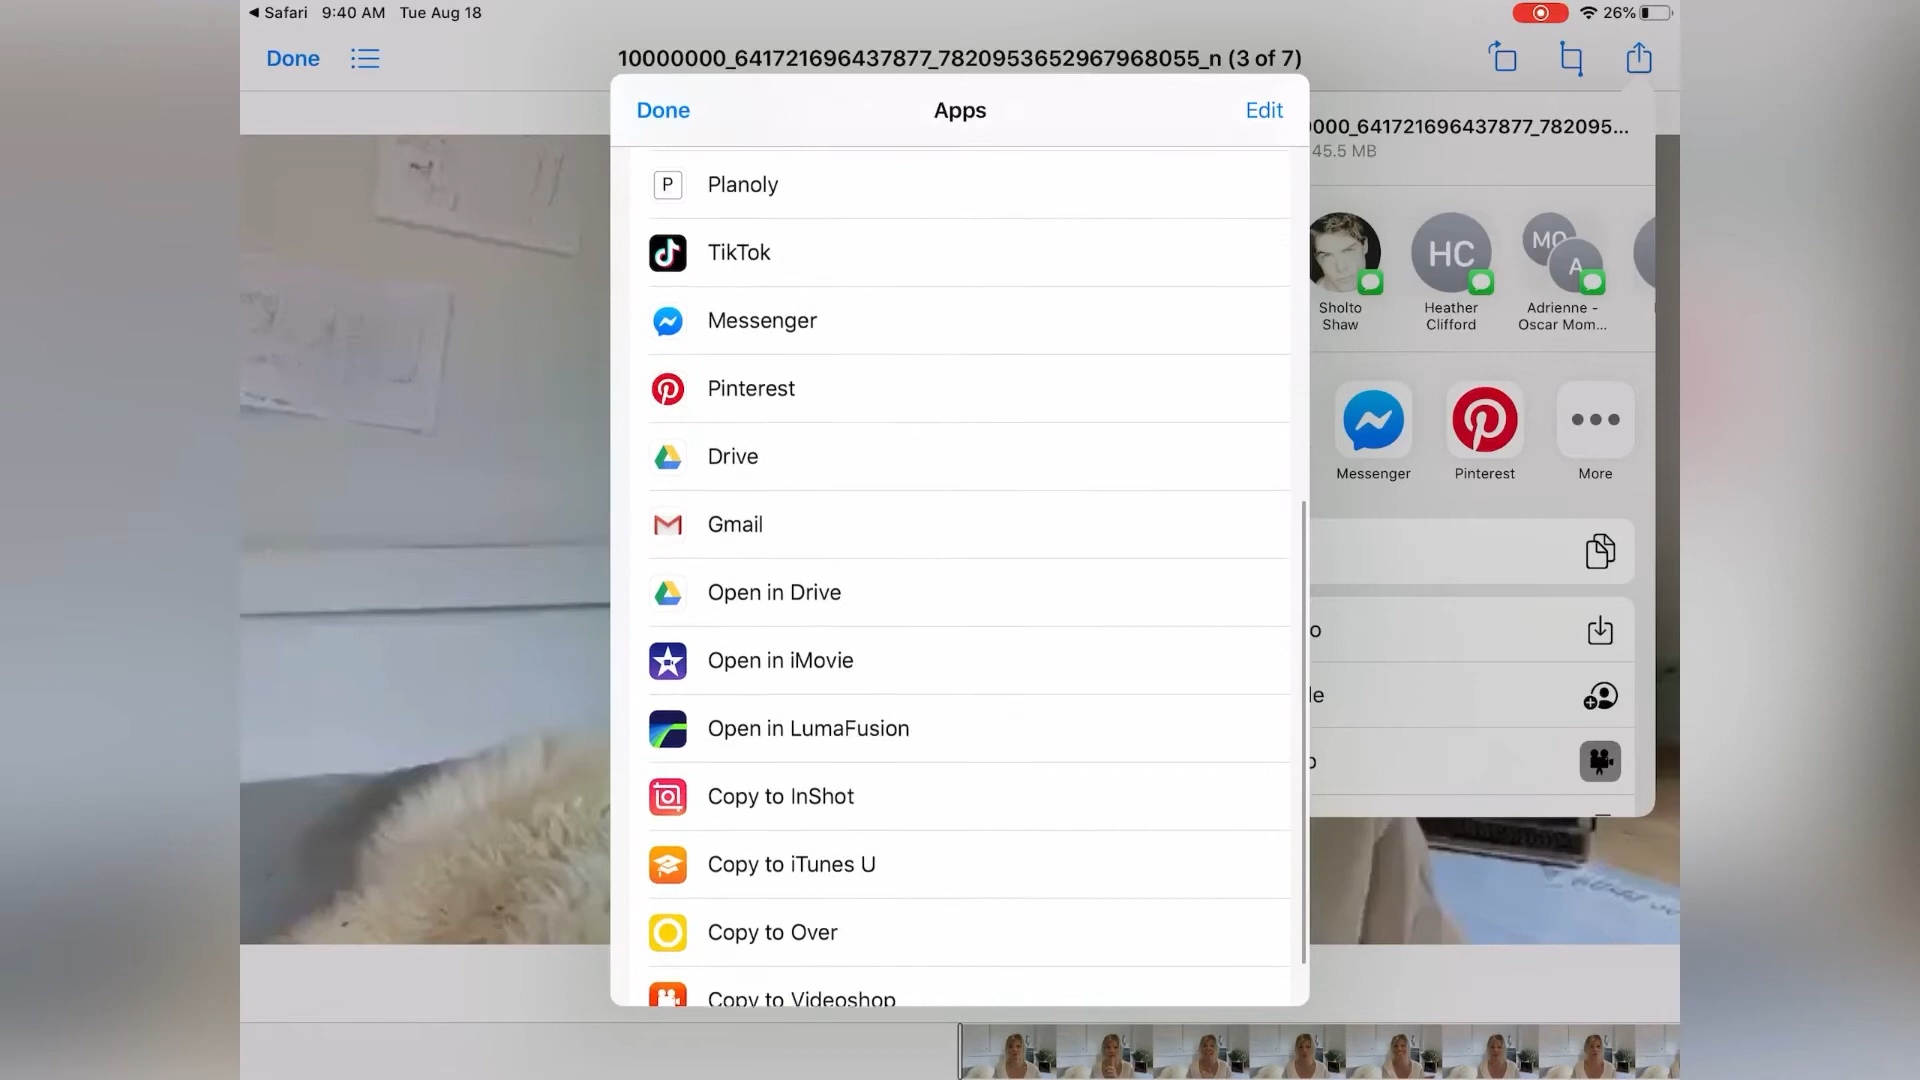 ◀ Safari 9:40 AM Tue Aug 18
26%
Done
10000000_641721696437877_7820953652967968055_n (3 of 7)
Done Apps Edit
000_641721696437877_782095...
45.5 MB
P Planoly
TikTok
Messenger
Pinterest
Drive
Gmail
Open in Drive
Open in iMovie
Open in LumaFusion
Copy to InShot
Copy to iTunes U
Copy to Over
Copy to Videoshop
HC
MO
A
Sholto
Shaw
Heather
Clifford
Adrienne -
Oscar Mom...
Messenger
Pinterest
More